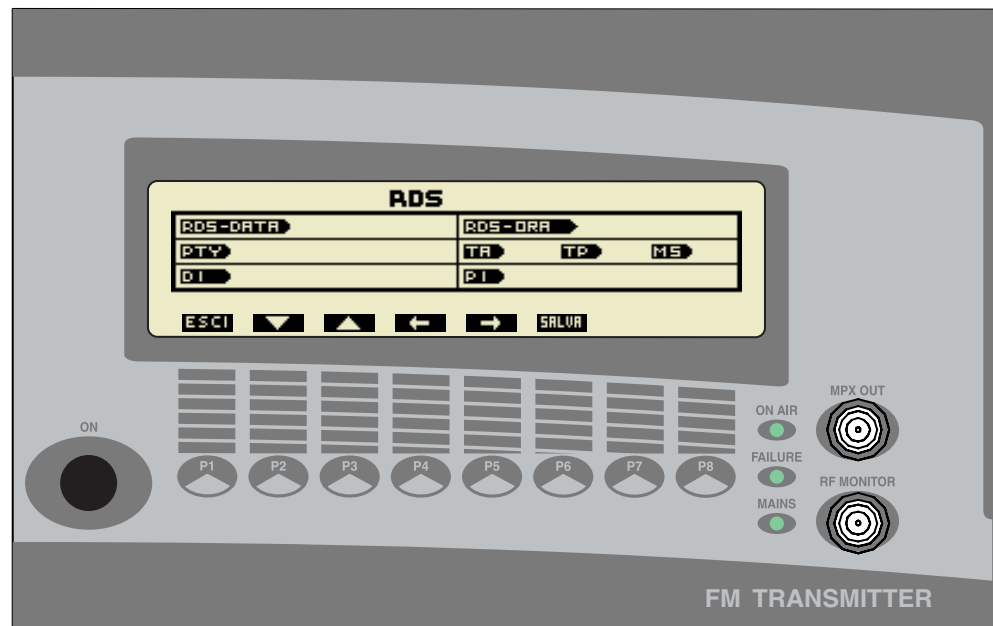 RDS
RDS-DATA RDS-ORA
PTY TA TP MS
DI PI
ESCI SALVA
MPX OUT
ON AIR
ON
P1 P2 P3 P4 P5 P6 P7 P8
FAILURE
RF MONITOR
MAINS
FM TRANSMITTER